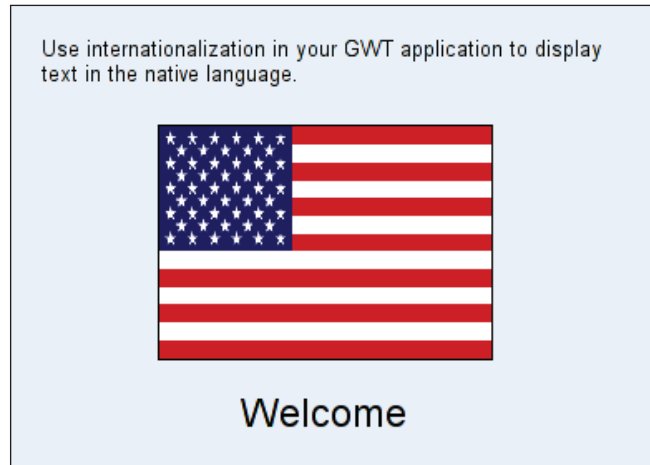 Use internationalization in your GWT application to display
text in the native language.
Welcome